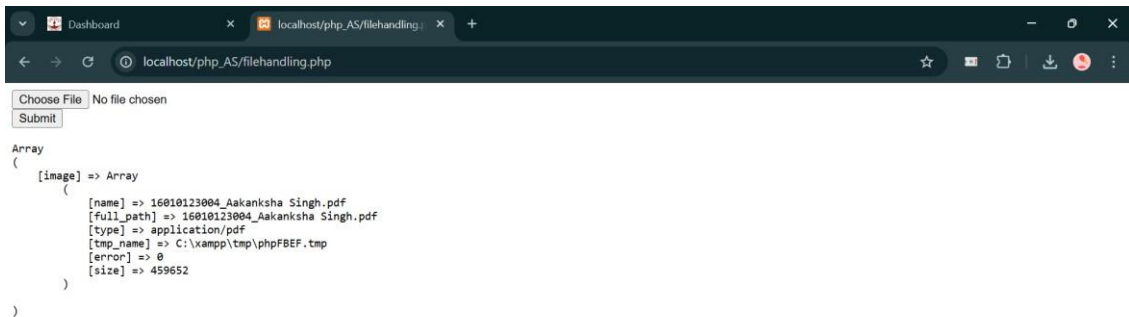 Dashboard
localhost/php_AS/filehandling.
localhost/php_AS/filehandling.php
Choose File No file chosen
Submit
Array
(
[image] => Array
(
[name] => 16010123004_Aakanksha Singh.pdf
[full_path] => 16010123004_Aakanksha Singh.pdf
[type] => application/pdf
[tmp_name] => C:\xampp\tmp\phpFBEF.tmp
[error] => 0
[size] => 459652
)
)